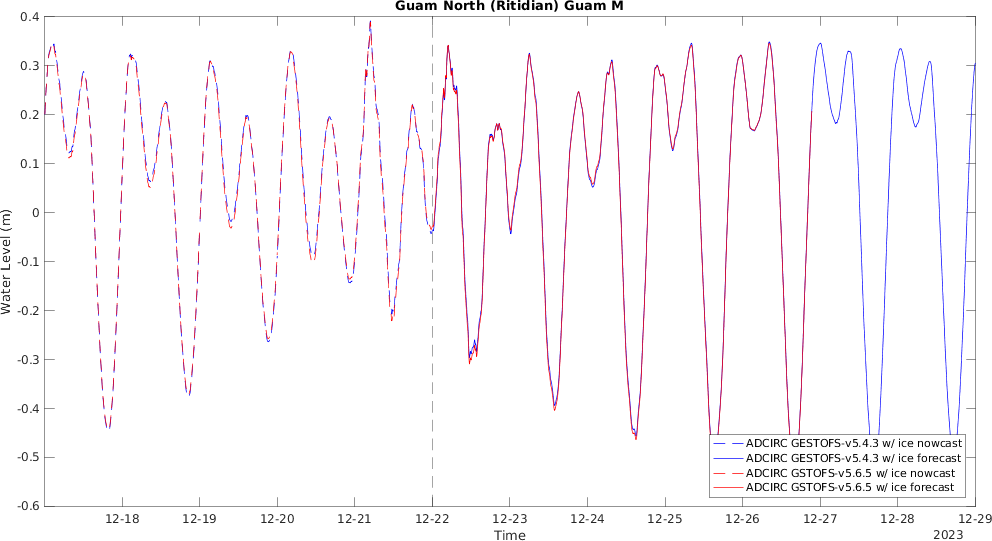 Guam North (Ritidian) Guam M
0.4
0.3
0.2
0.1
0
-0.1
-0.2
-0.3
-0.4
-0.5
-0.6
Water Level (m)
ADCIRC GESTOFS-v5.4.3 w/ ice nowcast
ADCIRC GESTOFS-v5.4.3 w/ ice forecast
ADCIRC GSTOFS-v5.6.5 w/ ice nowcast
ADCIRC GSTOFS-v5.6.5 w/ ice forecast
12-18 12-19 12-20 12-21 12-22 12-23 12-24 12-25 12-26 12-27 12-28 12-29
Time
2023